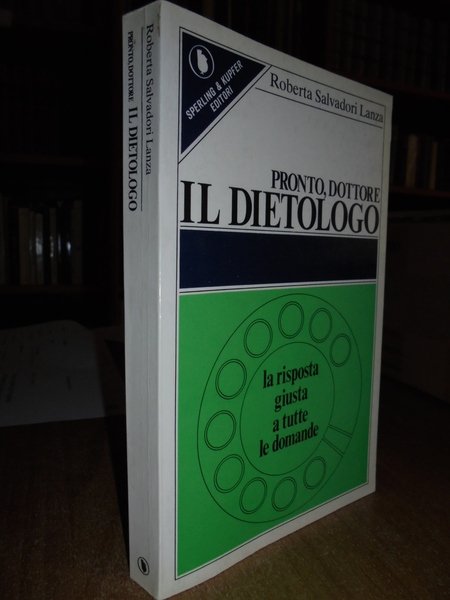 Roberta Salvadori Lanza
PRONTO, DOTTORE IL DIETOLOGO
SPERLING & KUPFER
EDITORI
Roberta Salvadori Lanza
PRONTO, DOTTORE
IL DIETOLOGO
la risposta
giusta
a tutte
le domande